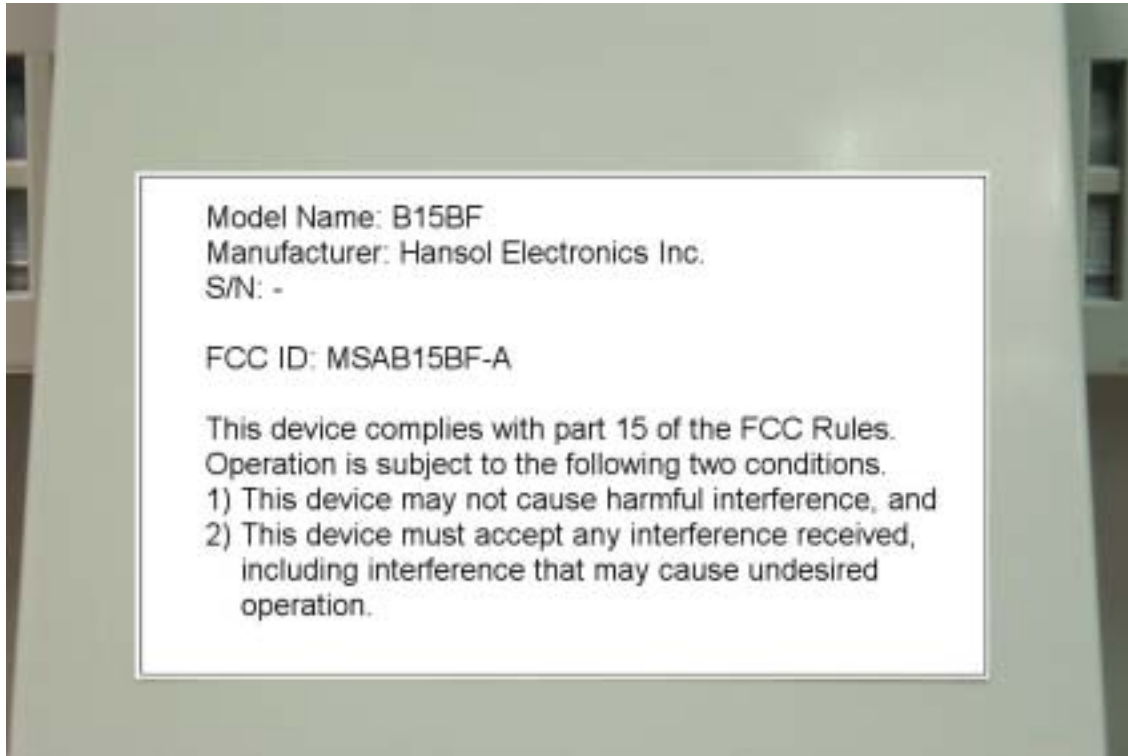 Model Name: B15BF
Manufacturer: Hansol Electronics Inc.
S/N: -
FCC ID: MSAB15BF-A
This device complies with part 15 of the FCC Rules.
Operation is subject to the following two conditions.
1) This device may not cause harmful interference, and
2) This device must accept any interference received,
including interference that may cause undesired
operation.